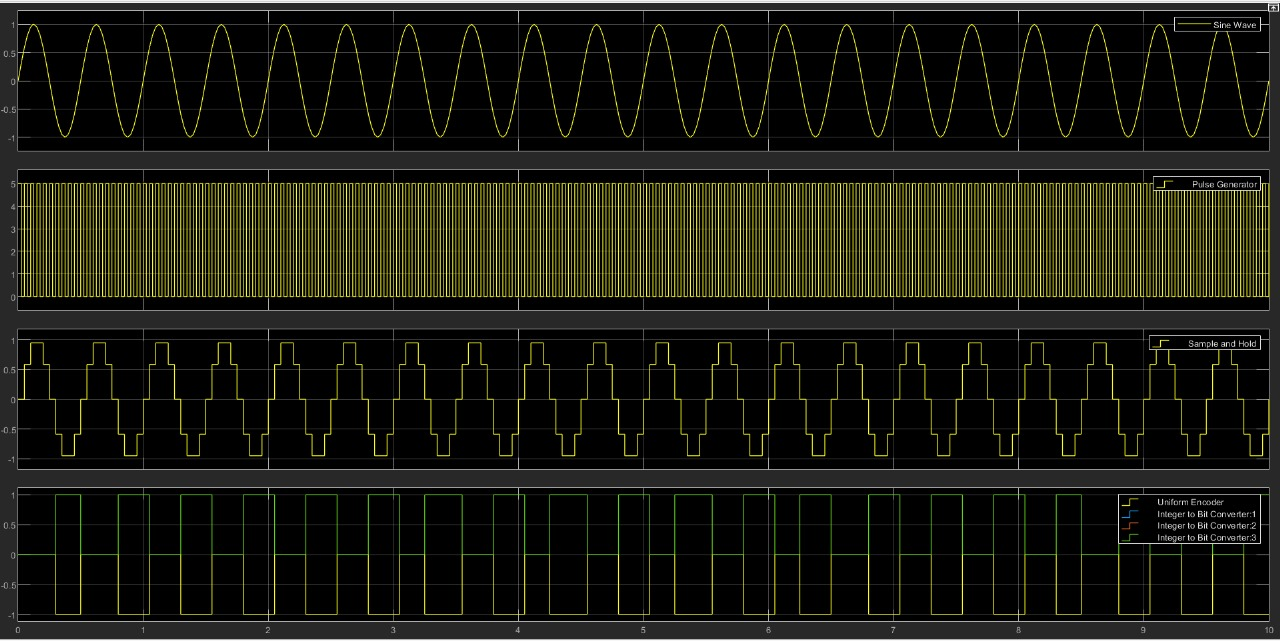 Sine Wave
1
0.5
0
-0.5
-1
Pulse Generator
5
4
3
2
1
0
Sample and Hold
1
0.5
0
-0.5
-1
Uniform Encoder
Integer to Bit Converter:1
Integer to Bit Converter:2
Integer to Bit Converter:3
1
0.5
0
-0.5
-1
0 1 2 3 4 5 6 7 8 9 10